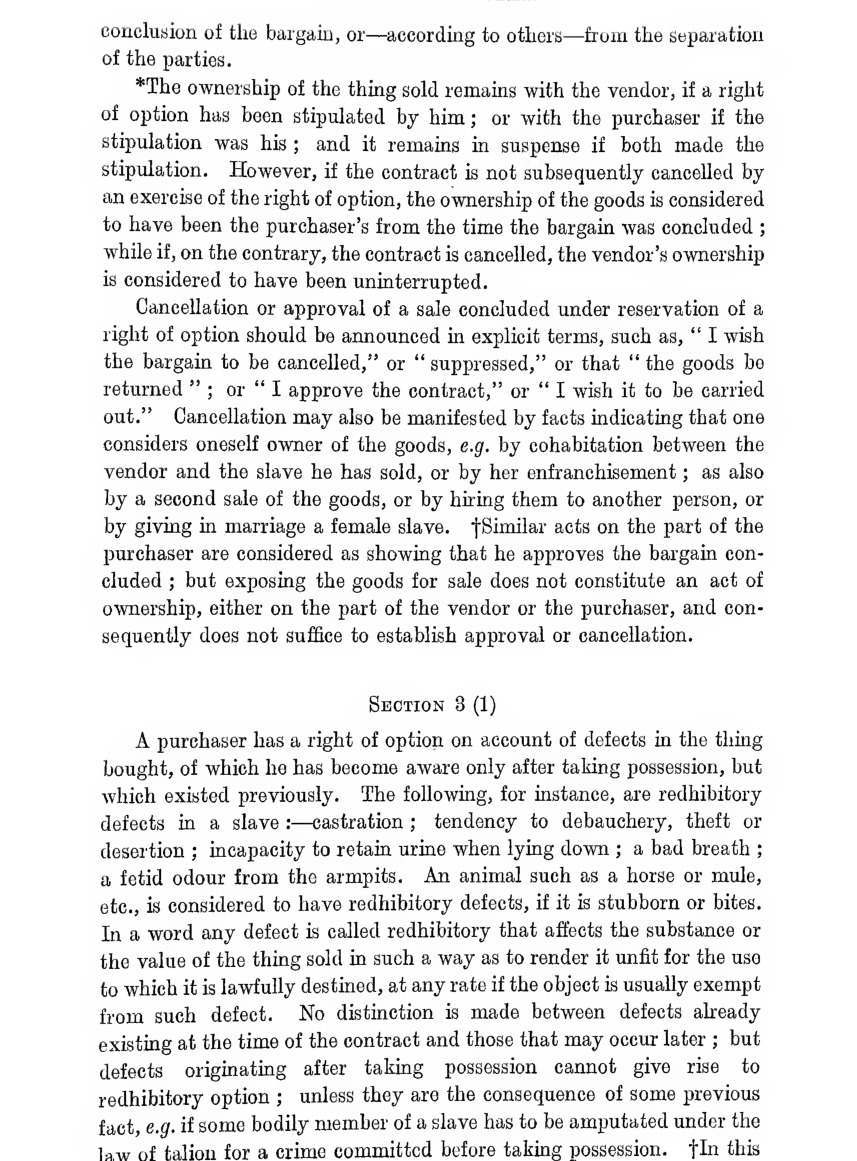 conclusion of the bargain, or—according to others—from the separation
of the parties.
*The ownership of the thing sold remains with the vendor, if a right
of option has been stipulated by him ; or with the purchaser if the
stipulation was his ; and it remains in suspense if both made the
stipulation. However, if the contract is not subsequently cancelled by
an exercise of the right of option, the ownership of the goods is considered
to have been the purchaser's from the time the bargain was concluded ;
while if, on the contrary, the contract is cancelled, the vendor's ownership
is considered to have been uninterrupted.
Cancellation or approval of a sale concluded under reservation of a
right of option should be announced in explicit terms, such as, “ I wish
the bargain to be cancelled,” or “ suppressed,” or that “ the goods be
returned ” ; or “ I approve the contract,” or “ I wish it to be carried
out.” Cancellation may also be manifested by facts indicating that one
considers oneself owner of the goods, e.g. by cohabitation between the
vendor and the slave he has sold, or by her enfranchisement ; as also
by a second sale of the goods, or by hiring them to another person, or
by giving in marriage a female slave. †Similar acts on the part of the
purchaser are considered as showing that he approves the bargain con-
cluded ; but exposing the goods for sale does not constitute an act of
ownership, either on the part of the vendor or the purchaser, and con-
sequently does not suffice to establish approval or cancellation.
SECTION 3 (1)
A purchaser has a right of option on account of defects in the thing
bought, of which he has become aware only after taking possession, but
which existed previously. The following, for instance, are redhibitory
defects in a slave :—castration ; tendency to debauchery, theft or
desertion ; incapacity to retain urine when lying down ; a bad breath ;
a fetid odour from the armpits. An animal such as a horse or mule,
etc., is considered to have redhibitory defects, if it is stubborn or bites.
In a word any defect is called redhibitory that affects the substance or
the value of the thing sold in such a way as to render it unfit for the use
to which it is lawfully destined, at any rate if the object is usually exempt
from such defect. No distinction is made between defects already
existing at the time of the contract and those that may occur later ; but
defects originating after taking possession cannot give rise to
redhibitory option ; unless they are the consequence of some previous
fact, e.g. if some bodily member of a slave has to be amputated under the
law of talion for a crime committed before taking possession. †In this